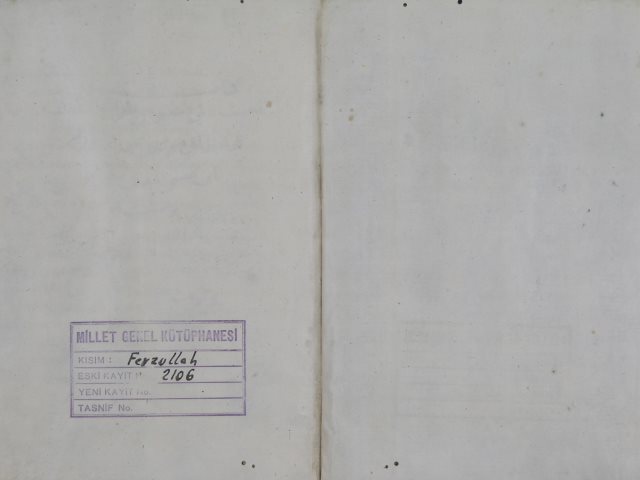 MİLLET GENEL KÜTÜPHANESİ
KISIM : Feyzullah
ESKİ KAYIT No. 2106
YENİ KAYIT No.
TASNİF No.